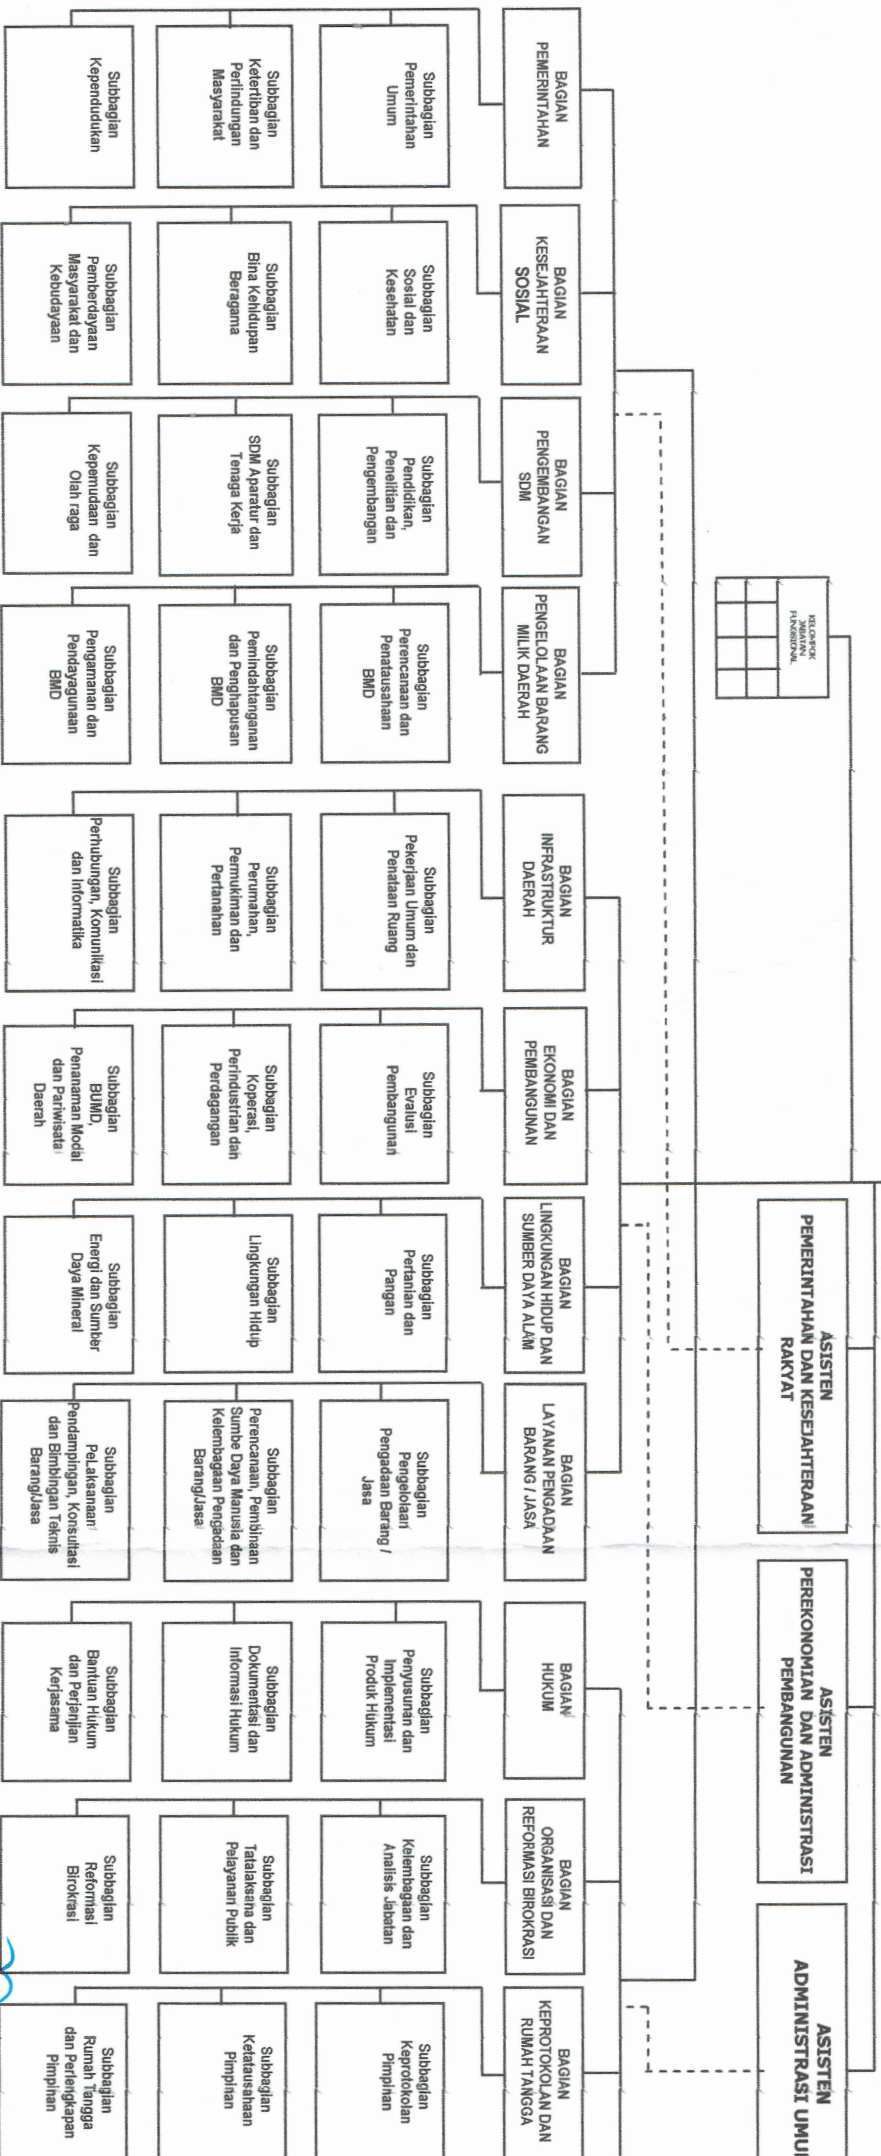 KELOMPOK
JABATAN
FUNGSIONAL
ASISTEN
PEMERINTAHAN DAN KESEJAHTERAAN
RAKYAT
ASISTEN
PEREKONOMIAN DAN ADMINISTRASI
PEMBANGUNAN
ASISTEN
ADMINISTRASI UMUM
BAGIAN
PEMERINTAHAN
BAGIAN
KESEJAHTERAAN
SOSIAL
BAGIAN
PENGEMBANGAN
SDM
BAGIAN
PENGELOLAAN BARANG
MILIK DAERAH
BAGIAN
INFRASTRUKTUR
DAERAH
BAGIAN
EKONOMI DAN
PEMBANGUNAN
BAGIAN
LINGKUNGAN HIDUP DAN
SUMBER DAYA ALAM
BAGIAN
LAYANAN PENGADAAN
BARANG / JASA
BAGIAN
HUKUM
BAGIAN
ORGANISASI DAN
REFORMASI BIROKRASI
BAGIAN
KEPROTOKOLAN DAN
RUMAH TANGGA
Subbagian
Pemerintahan
Umum
Subbagian
Sosial dan
Kesehatan
Subbagian
Pendidikan,
Penelitian dan
Pengembangan
Subbagian
Perencanaan dan
Penatausahaan
BMD
Subbagian
Pekerjaan Umum dan
Penataan Ruang
Subbagian
Evaluasi
Pembangunan
Subbagian
Pertanian dan
Pangan
Subbagian
Pengelolaan
Pengadaan Barang /
Jasa
Subbagian
Penyusunan dan
Implementasi
Produk Hukum
Subbagian
Kelembagaan dan
Analisis Jabatan
Subbagian
Keprotokolan
Pimpinan
Subbagian
Ketertiban dan
Perlindungan
Masyarakat
Subbagian
Bina Kehidupan
Beragama
Subbagian
SDM Aparatur dan
Tenaga Kerja
Subbagian
Pemindahtanganan
dan Penghapusan
BMD
Subbagian
Perumahan,
Permukiman dan
Pertanahan
Subbagian
Koperasi,
Perindustrian dan
Perdagangan
Subbagian
Lingkungan Hidup
Subbagian
Perencanaan, Pembinaan
Sumbe Daya Manusia dan
Kelembagaan Pengadaan
Barang/Jasa
Subbagian
Dokumentasi dan
Informasi Hukum
Subbagian
Tatalaksana dan
Pelayanan Publik
Subbagian
Ketatausahaan
Pimpinan
Subbagian
Kependudukan
Subbagian
Pemberdayaan
Masyarakat dan
Kebudayaan
Subbagian
Kepemudaan dan
Olah raga
Subbagian
Pengamanan dan
Pendayagunaan
BMD
Subbagian
Perhubungan, Komunikasi
dan Informatika
Subbagian
BUMD,
Penanaman Modal
dan Pariwisata
Daerah
Subbagian
Energi dan Sumber
Daya Mineral
Subbagian
PeLaksanaan
Pendampingan, Konsultasi
dan Bimbingan Teknis
Barang/Jasa
Subbagian
Bantuan Hukum
dan Perjanjian
Kerjasama
Subbagian
Reformasi
Birokrasi
Subbagian
Rumah Tangga
dan Perlengkapan
Pimpinan